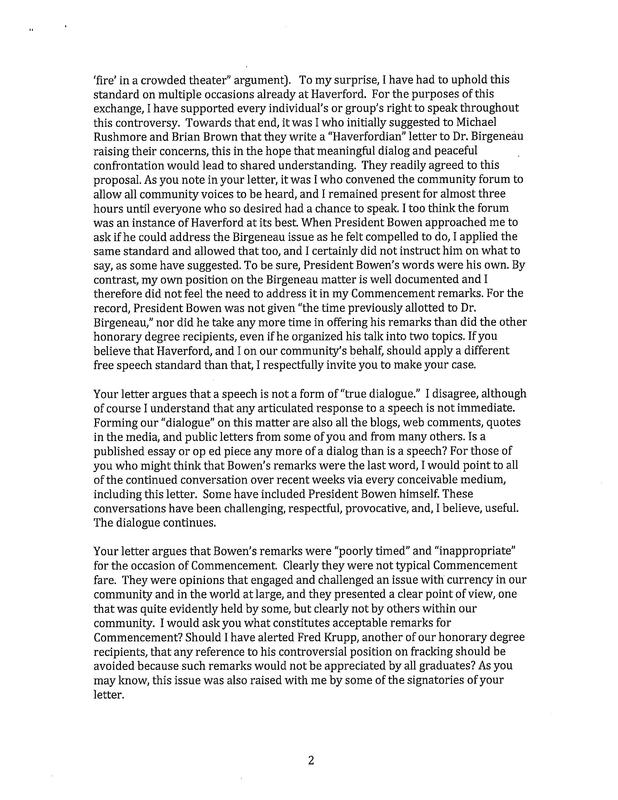 'fire' in a crowded theater" argument).   To my surprise, I have had to uphold this
standard on multiple occasions already at Haverford.  For the purposes of this
exchange, I have supported every individual's or group's right to speak throughout
this controversy.  Towards that end, it was I who initially suggested to Michael
Rushmore and Brian Brown that they write a "Haverfordian" letter to Dr. Birgeneau
raising their concerns, this in the hope that meaningful dialog and peaceful
confrontation would lead to shared understanding.  They readily agreed to this
proposal. As you note in your letter, it was I who convened the community forum to
allow all community voices to be heard, and I remained present for almost three
hours until everyone who so desired had a chance to speak. I too think the forum
was an instance of Haverford at its best. When President Bowen approached me to
ask if he could address the Birgeneau issue as he felt compelled to do, I applied the
same standard and allowed that too, and I certainly did not instruct him on what to
say, as some have suggested. To be sure, President Bowen's words were his own. By
contrast, my own position on the Birgeneau matter is well documented and I
therefore did not feel the need to address it in my Commencement remarks. For the
record, President Bowen was not given "the time previously allotted to Dr.
Birgeneau," nor did he take any more time in offering his remarks than did the other
honorary degree recipients, even if he organized his talk into two topics. If you
believe that Haverford, and I on our community's behalf, should apply a different
free speech standard than that, I respectfully invite you to make your case.

Your letter argues that a speech is not a form of "true dialogue."  I disagree, although
of course I understand that any articulated response to a speech is not immediate.
Forming our "dialogue" on this matter are also all the blogs, web comments, quotes
in the media, and public letters from some of you and from many others. Is a
published essay or op ed piece any more of a dialog than is a speech? For those of
you who might think that Bowen's remarks were the last word, I would point to all
of the continued conversation over recent weeks via every conceivable medium,
including this letter.  Some have included President Bowen himself. These
conversations have been challenging, respectful, provocative, and, I believe, useful.
The dialogue continues.

Your letter argues that Bowen's remarks were "poorly timed" and "inappropriate"
for the occasion of Commencement.  Clearly they were not typical Commencement
fare.  They were opinions that engaged and challenged an issue with currency in our
community and in the world at large, and they presented a clear point of view, one
that was quite evidently held by some, but clearly not by others within our
community.  I would ask you what constitutes acceptable remarks for
Commencement? Should I have alerted Fred Krupp, another of our honorary degree
recipients, that any reference to his controversial position on fracking should be
avoided because such remarks would not be appreciated by all graduates? As you
may know, this issue was also raised with me by some of the signatories of your
letter.

2